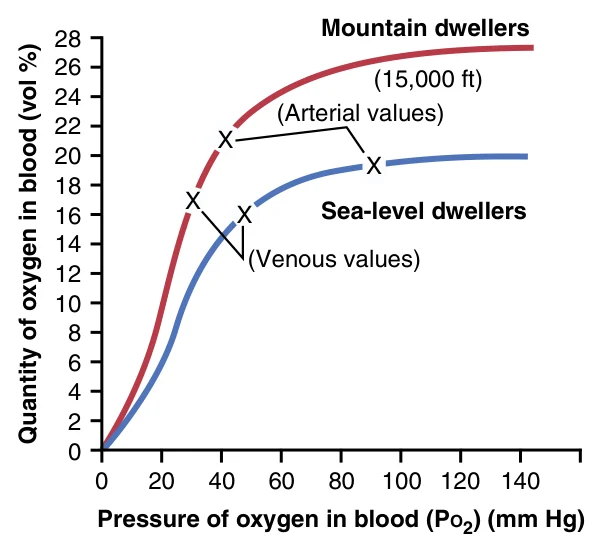 Mountain dwellers
(15,000 ft)
(Arterial values)
Sea-level dwellers
(Venous values)
X
X
X
X
Quantity of oxygen in blood (vol %)
28
26
24
22
20
18
16
14
12
10
8
6
4
2
0
0 20 40 60 80 100 120 140
Pressure of oxygen in blood (PO₂) (mm Hg)